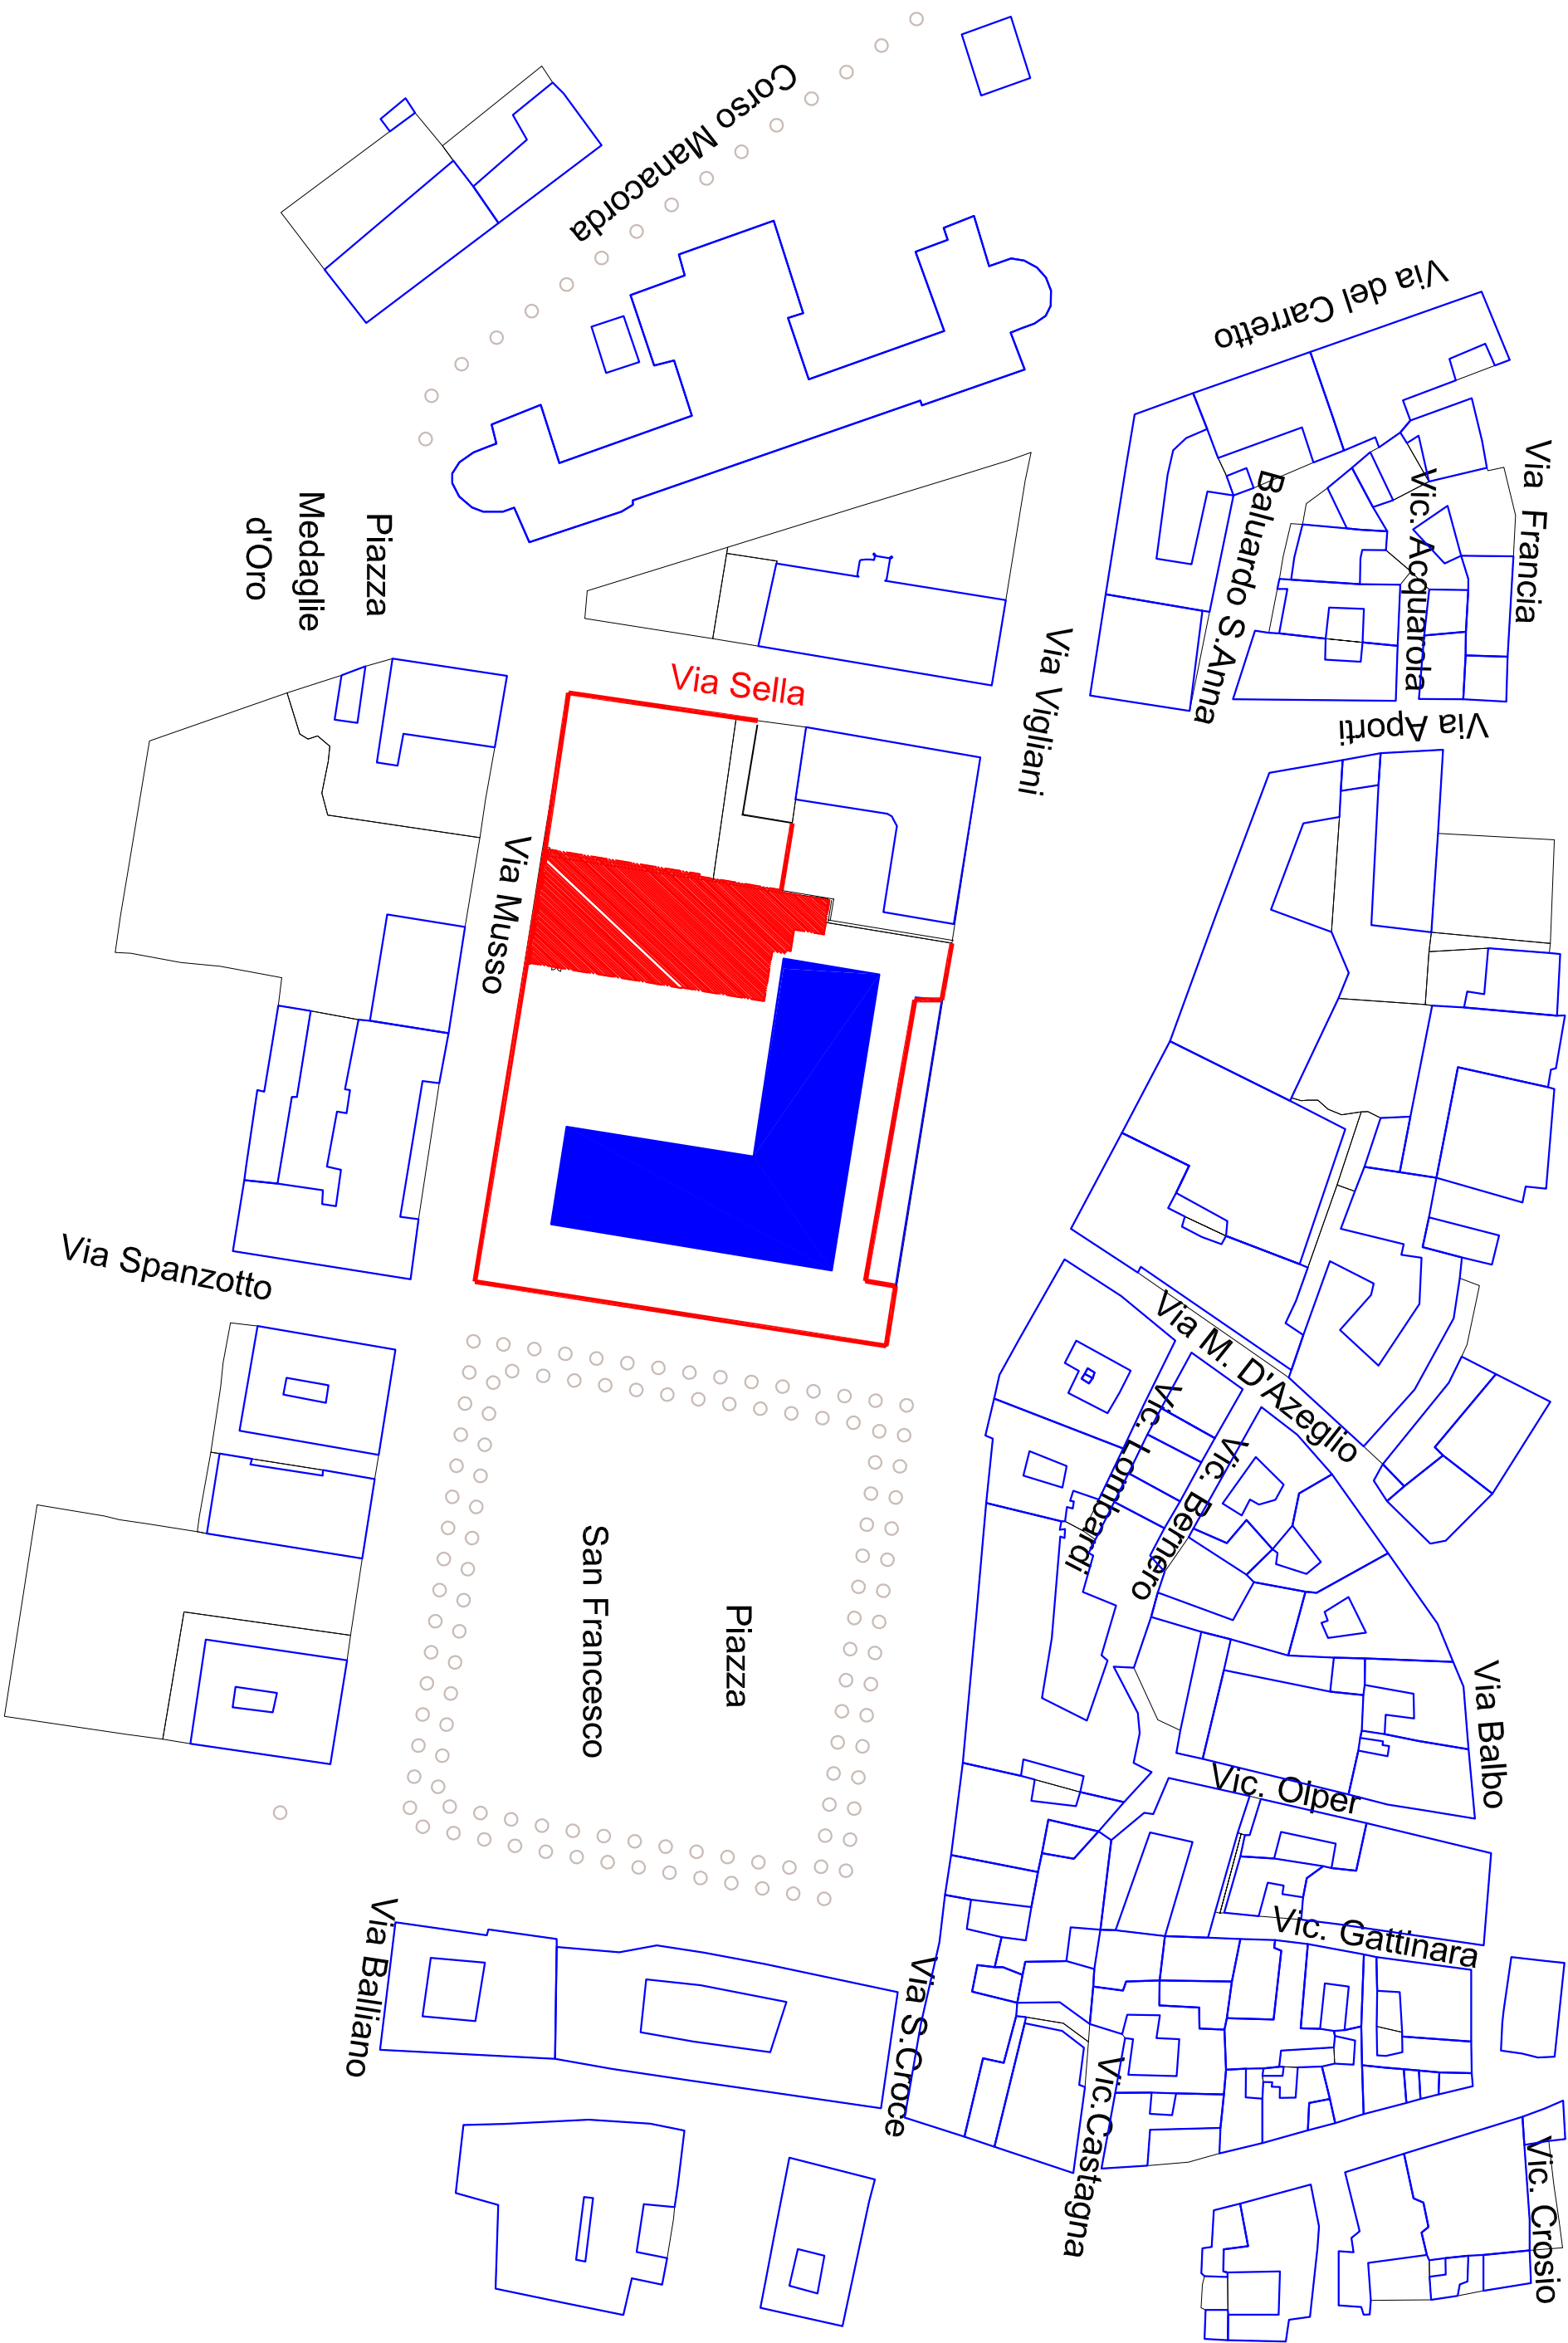 Corso Manacorda
Via del Carretto
Via Francia
Vic. Acquarola
Baluardo S.Anna
Piazza
Medaglie
d'Oro
Via Vigliani
Via Sella
Via Aporti
Via Musso
Via Spanzotto
Via M. D'Azeglio
Vic. Lombardi
Vic. Bernero
Piazza
San Francesco
Via Balbo
Vic. Olper
Vic. Gattinara
Via Balliano
Via S.Croce
Vic.Castagna
Vic. Crosio